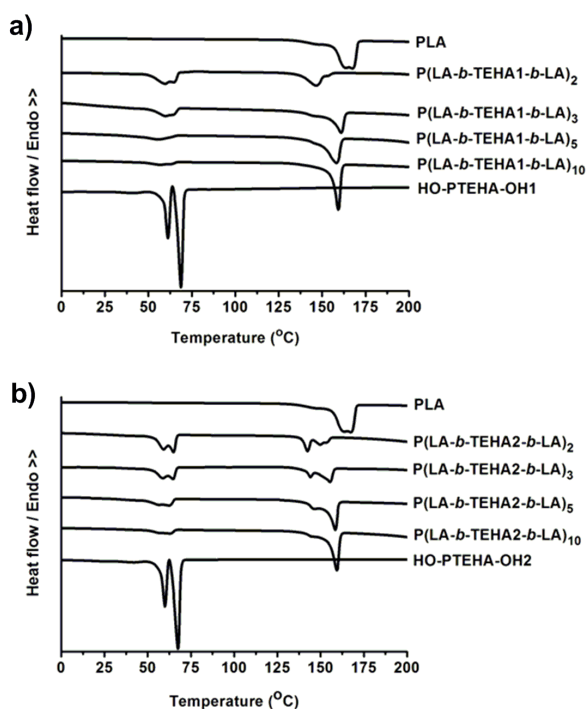 a)
PLA
P(LA-b-TEHA1-b-LA)2
P(LA-b-TEHA1-b-LA)3
P(LA-b-TEHA1-b-LA)5
P(LA-b-TEHA1-b-LA)10
HO-PTEHA-OH1
Heat flow / Endo >>
0 25 50 75 100 125 150 175 200
Temperature (oC)
b)
PLA
P(LA-b-TEHA2-b-LA)2
P(LA-b-TEHA2-b-LA)3
P(LA-b-TEHA2-b-LA)5
P(LA-b-TEHA2-b-LA)10
HO-PTEHA-OH2
Heat flow / Endo >>
0 25 50 75 100 125 150 175 200
Temperature (oC)